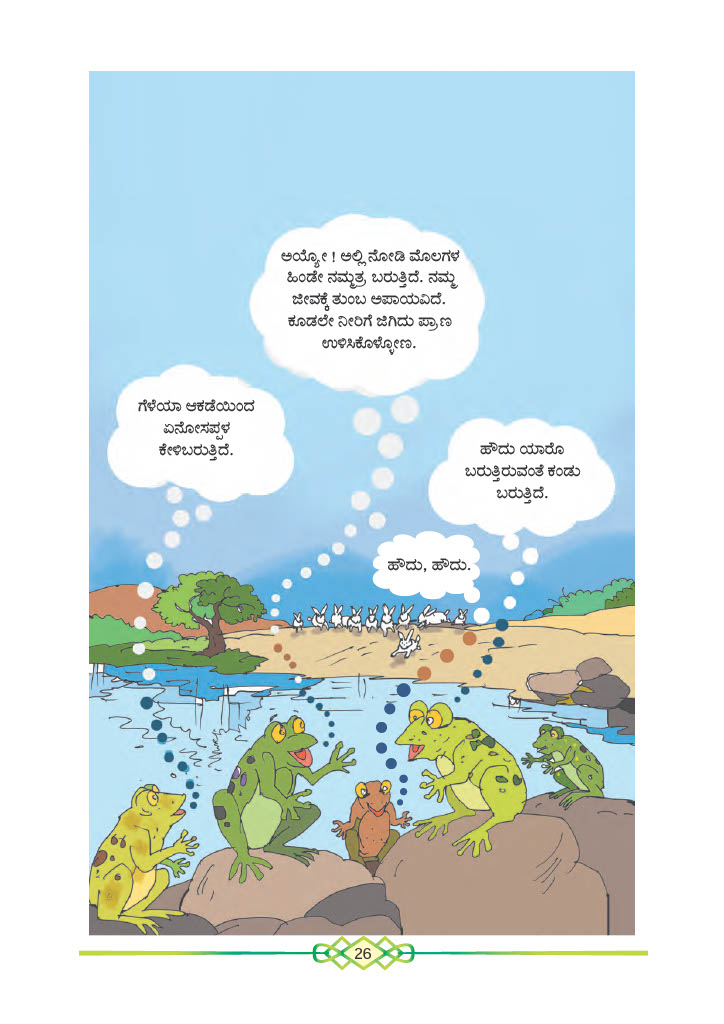 ಅಯ್ಯೋ ! ಅಲ್ಲಿ ನೋಡಿ ಮೊಲಗಳ
ಹಿಂಡೇ ನಮ್ಮತ್ರ ಬರುತ್ತಿದೆ. ನಮ್ಮ
ಜೀವಕ್ಕೆ ತುಂಬ ಅಪಾಯವಿದೆ.
ಕೂಡಲೇ ನೀರಿಗೆ ಜಿಗಿದು ಪ್ರಾಣ
ಉಳಿಸಿಕೊಳ್ಳೋಣ.
ಗೆಳೆಯಾ ಆಕಡೆಯಿಂದ
ಏನೋಸಪ್ಪಳ
ಕೇಳಿಬರುತ್ತಿದೆ.
ಹೌದು ಯಾರೊ
ಬರುತ್ತಿರುವಂತೆ ಕಂಡು
ಬರುತ್ತಿದೆ.
ಹೌದು, ಹೌದು.
26